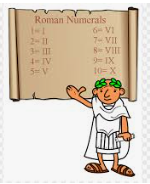 Roman Numerals
1= I
2= II
3= III
4= IV
5= V
6= VI
7= VII
8= VIII
9= IX
10= X